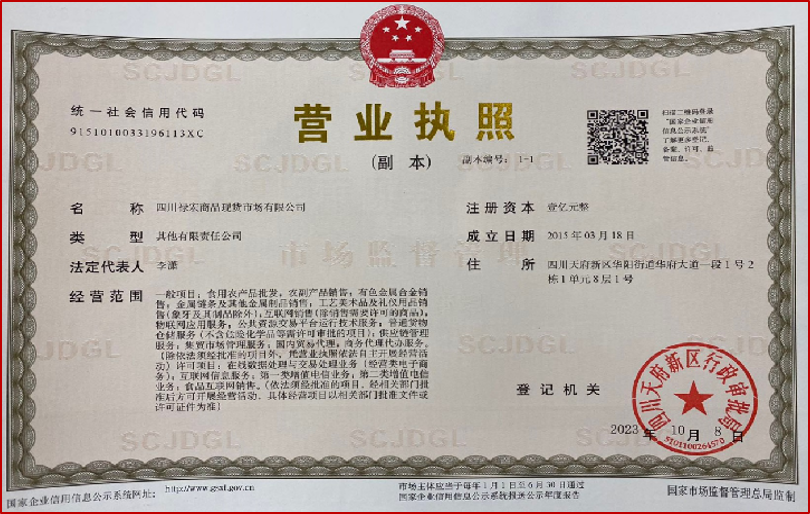 SCJDGL
统一社会信用代码
9151010033196113XC
营业执照
(副本)
副本编号：1-1
扫描二维码登录
“国家企业信用
信息公示系统”
了解更多登记、
备案、许可、监
管信息。
名称 四川禄宏商品现货市场有限公司
类型 其他有限责任公司
法定代表人 李潇
经营范围 一般项目：食用农产品批发；农副产品销售；有色金属合金销
售；金属链条及其他金属制品销售；工艺美术品及礼仪用品销
售（象牙及其制品除外）；互联网销售（除销售需要许可的商品）；
物联网应用服务；公共资源交易平台运行技术服务；普通货物
仓储服务（不含危险化学品等需许可审批的项目）；供应链管理
服务；集贸市场管理服务；国内贸易代理；商务代理代办服务。
（除依法须经批准的项目外，凭营业执照依法自主开展经营活
动）许可项目：在线数据处理与交易处理业务（经营类电子商
务）；互联网信息服务；第一类增值电信业务；第二类增值电信业
务；食品互联网销售。（依法须经批准的项目，经相关部门批
准后方可开展经营活动，具体经营项目以相关部门批准文件或
许可证件为准）
注册资本 壹亿元整
成立日期 2015年03月18日
住所 四川天府新区华阳街道华府大道一段1号2
栋1单元8层1号
市场监督管理
登记机关
四川天府新区行政审批局
5101100264570
2023年10月8日
国家企业信用信息公示系统网址：http://www.gsxt.gov.cn
市场主体应当于每年1月1日至6月30日通过
国家企业信用信息公示系统报送公示年度报告
国家市场监督管理总局监制